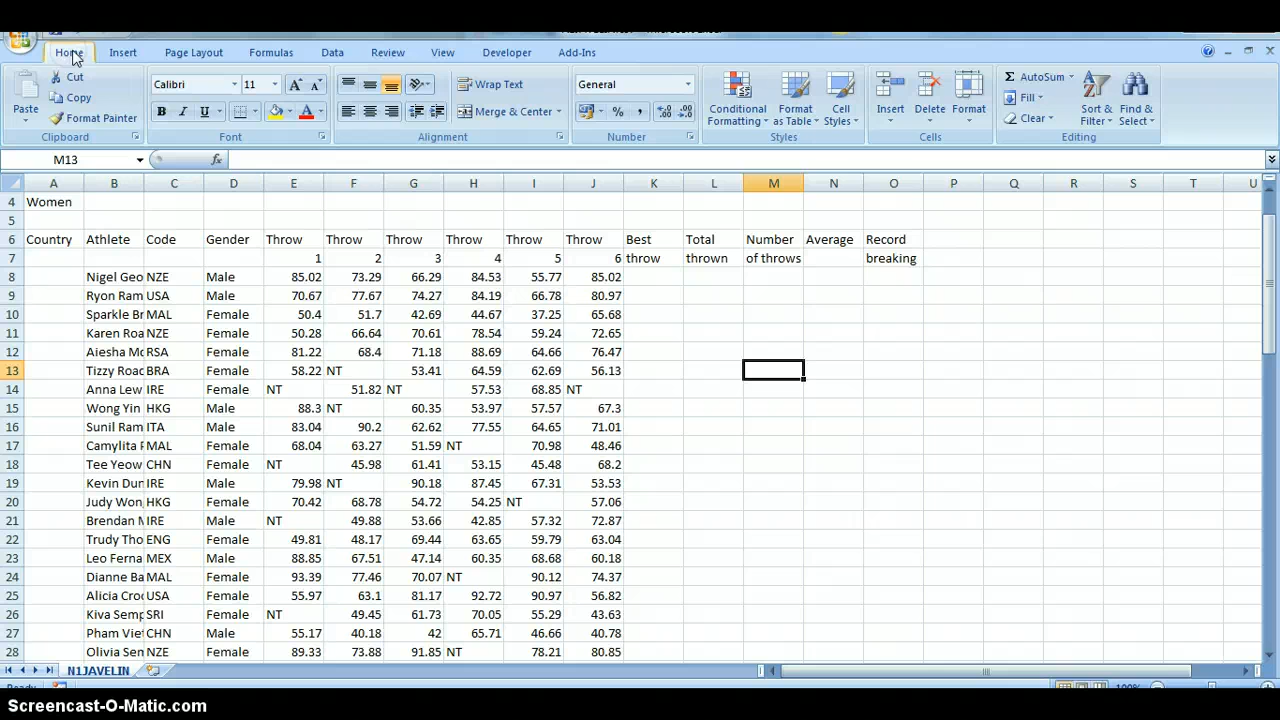 Home Insert Page Layout Formulas Data Review View Developer Add-Ins
Cut Calibri 11 Wrap Text General AutoSum
Paste Copy Conditional Format Cell Insert Delete Format Fill Sort & Find &
Format Painter Merge & Center Formatting as Table Styles Clear Filter Select
Clipboard Font Alignment Number Styles Cells Editing
M13 fx
A B C D E F G H I J K L M N O P Q R S T U
4 Women
5
6 Country Athlete Code Gender Throw Throw Throw Throw Throw Throw Best Total Number Average Record
7 1 2 3 4 5 6 throw thrown of throws breaking
8 Nigel Geo NZE Male 85.02 73.29 66.29 84.53 55.77 85.02
9 Ryon Ram USA Male 70.67 77.67 74.27 84.19 66.78 80.97
10 Sparkle Br MAL Female 50.4 51.7 42.69 44.67 37.25 65.68
11 Karen Roa NZE Female 50.28 66.64 70.61 78.54 59.24 72.65
12 Aiesha Mc RSA Female 81.22 68.4 71.18 88.69 64.66 76.47
13 Tizzy Road BRA Female 58.22 NT 53.41 64.59 62.69 56.13
14 Anna Lew IRE Female NT 51.82 NT 57.53 68.85 NT
15 Wong Yin HKG Male 88.3 NT 60.35 53.97 57.57 67.3
16 Sunil Ram ITA Male 83.04 90.2 62.62 77.55 64.65 71.01
17 Camylita MAL Female 68.04 63.27 51.59 NT 70.98 48.46
18 Tee Yeow CHN Female NT 45.98 61.41 53.15 45.48 68.2
19 Kevin Dun IRE Female 79.98 NT 90.18 87.45 67.31 53.53
20 Judy Won HKG Female 70.42 68.78 54.72 54.25 NT 57.06
21 Brendan IRE Male NT 49.88 53.66 42.85 57.32 72.87
22 Trudy Tho ENG Female 49.81 48.17 69.44 63.65 59.79 63.04
23 Leo Ferna MEX Male 88.85 67.51 47.14 60.35 68.68 60.18
24 Dianne Ba MAL Female 93.39 77.46 70.07 NT 90.12 74.37
25 Alicia Croc USA Female 55.97 63.1 81.17 92.72 90.97 56.82
26 Kiva Semp SRI Female NT 49.45 61.73 70.05 55.29 43.63
27 Pham Vie CHN Male 55.17 40.18 42 65.71 46.66 40.78
28 Olivia Sen NZE Female 89.33 73.88 91.85 NT 78.21 80.85
N1JAVELIN
Screencast-O-Matic.com